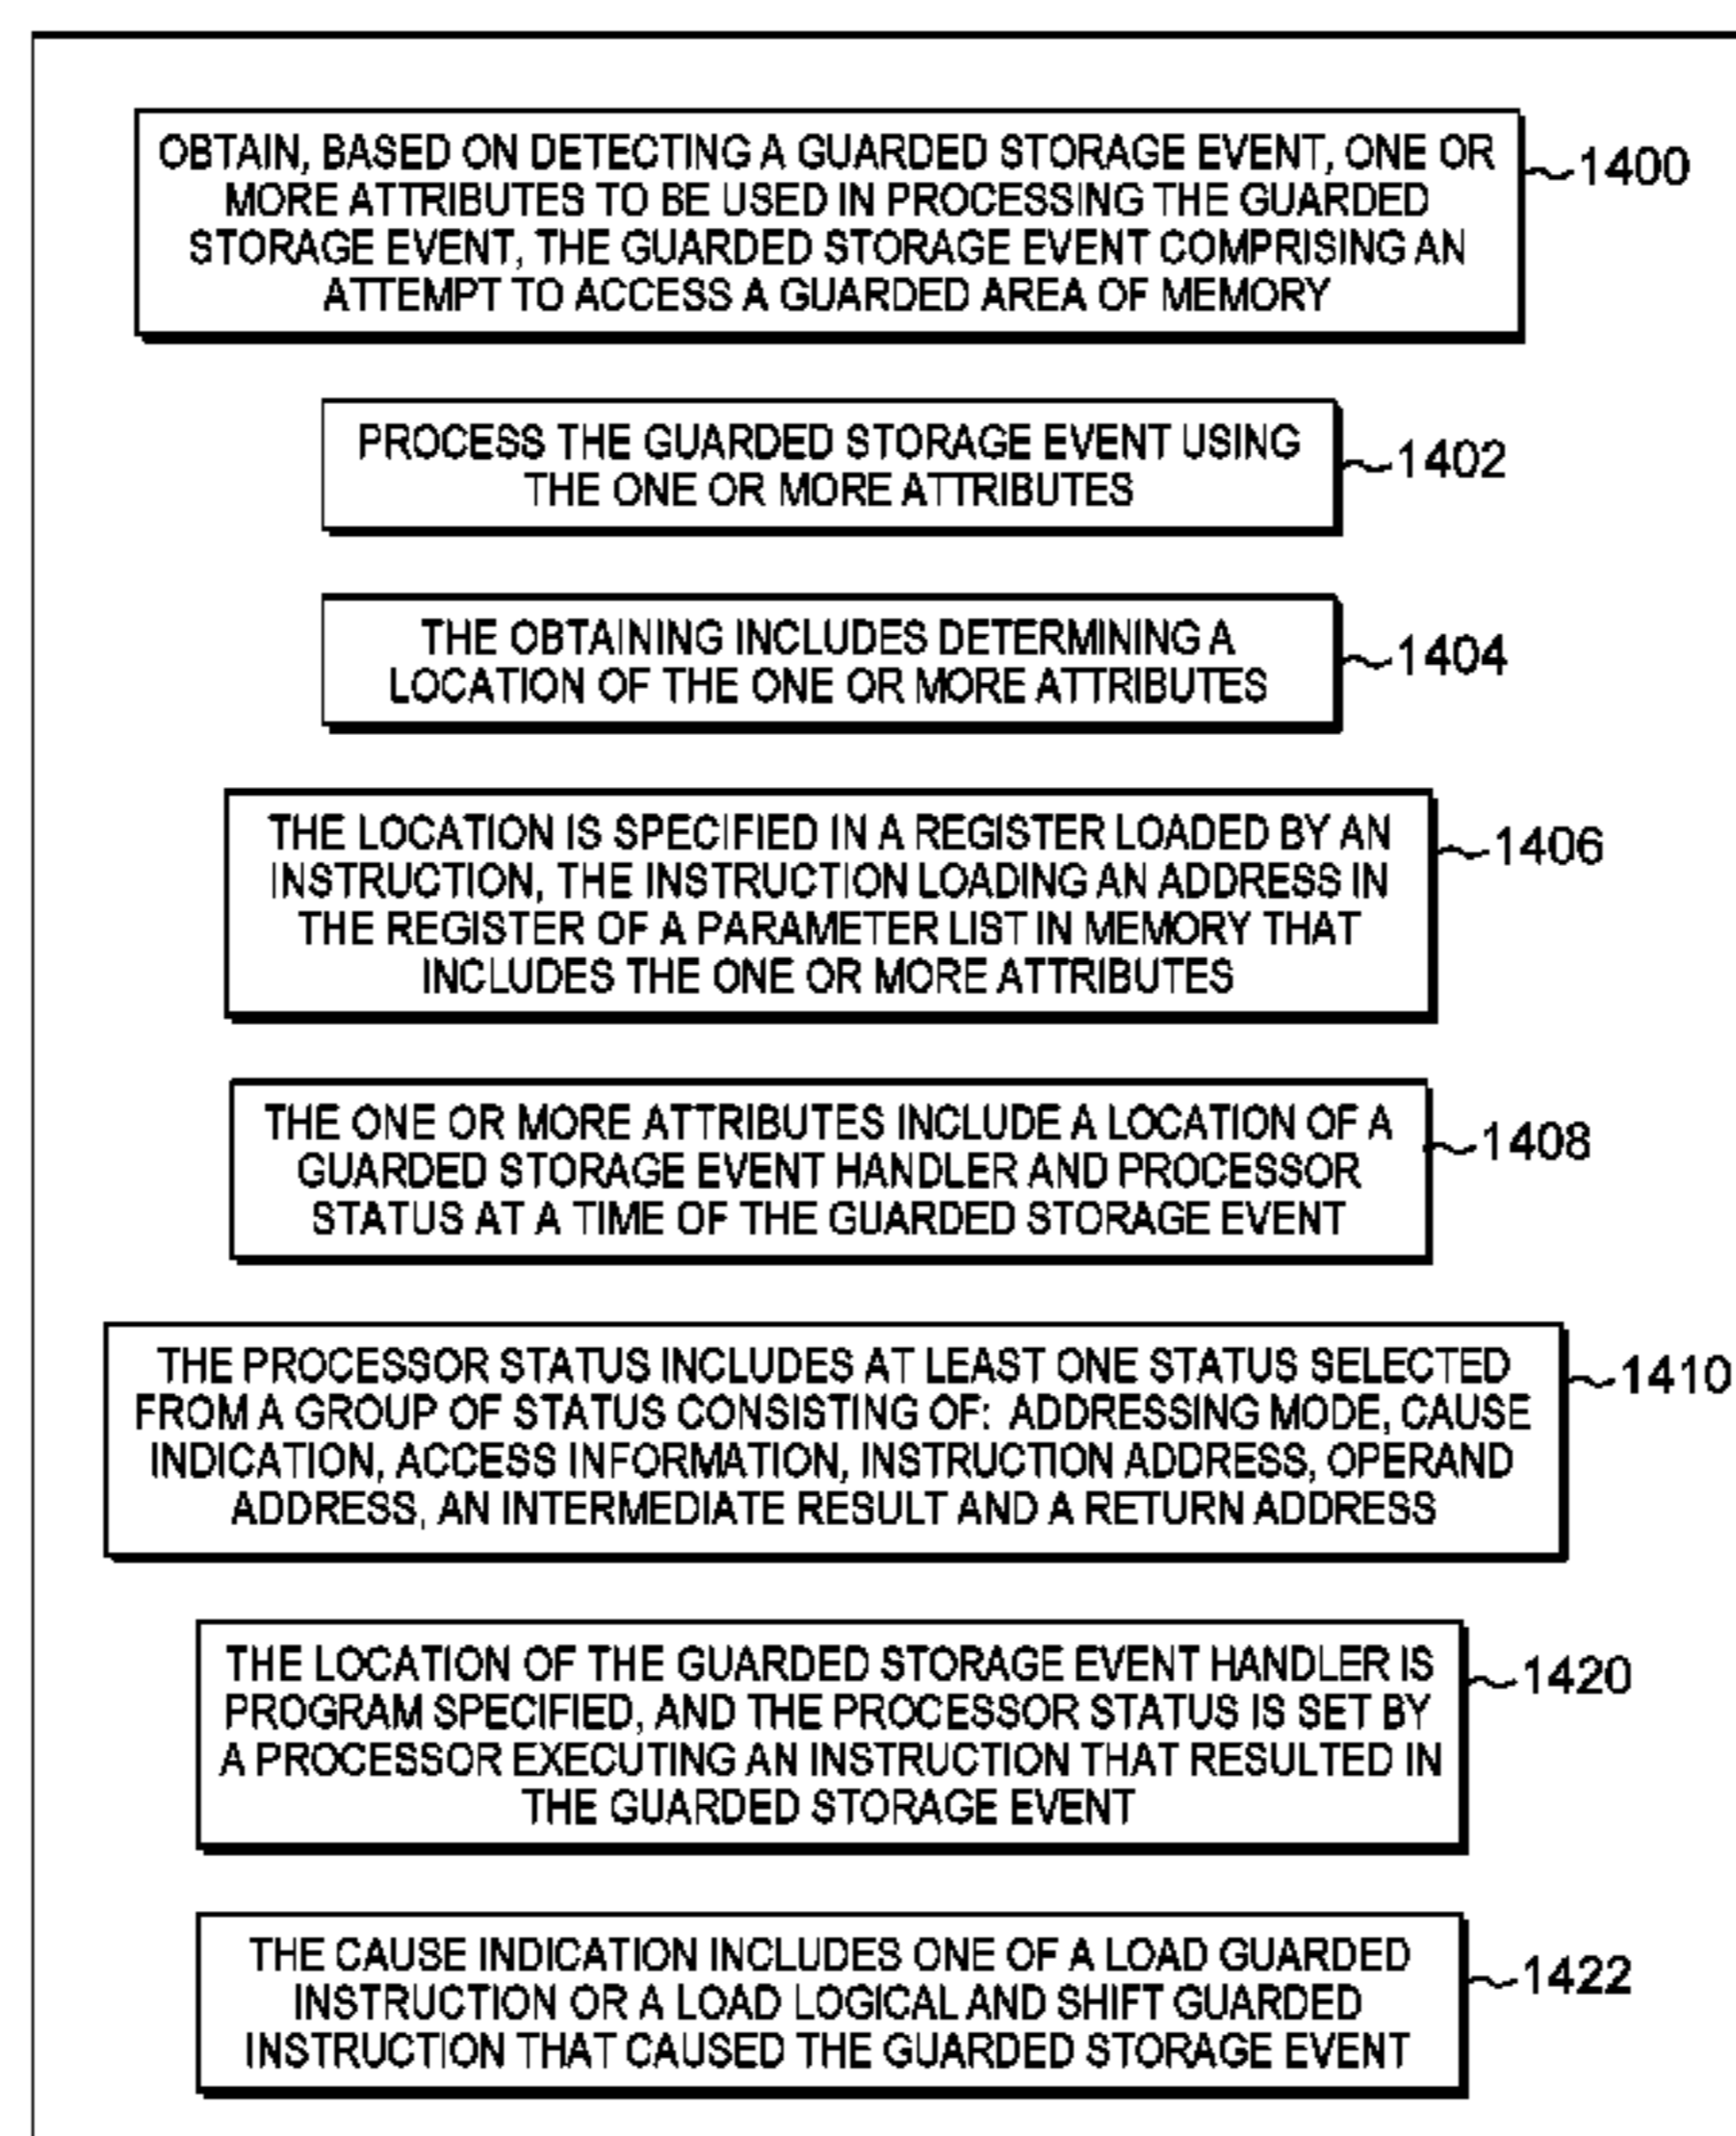 OBTAIN, BASED ON DETECTING A GUARDED STORAGE EVENT, ONE OR
MORE ATTRIBUTES TO BE USED IN PROCESSING THE GUARDED
STORAGE EVENT, THE GUARDED STORAGE EVENT COMPRISING AN
ATTEMPT TO ACCESS A GUARDED AREA OF MEMORY
1400
PROCESS THE GUARDED STORAGE EVENT USING
THE ONE OR MORE ATTRIBUTES
1402
THE OBTAINING INCLUDES DETERMINING A
LOCATION OF THE ONE OR MORE ATTRIBUTES
1404
THE LOCATION IS SPECIFIED IN A REGISTER LOADED BY AN
INSTRUCTION, THE INSTRUCTION LOADING AN ADDRESS IN
THE REGISTER OF A PARAMETER LIST IN MEMORY THAT
INCLUDES THE ONE OR MORE ATTRIBUTES
1406
THE ONE OR MORE ATTRIBUTES INCLUDE A LOCATION OF A
GUARDED STORAGE EVENT HANDLER AND PROCESSOR
STATUS AT A TIME OF THE GUARDED STORAGE EVENT
1408
THE PROCESSOR STATUS INCLUDES AT LEAST ONE STATUS SELECTED
FROM A GROUP OF STATUS CONSISTING OF: ADDRESSING MODE, CAUSE
INDICATION, ACCESS INFORMATION, INSTRUCTION ADDRESS, OPERAND
ADDRESS, AN INTERMEDIATE RESULT AND A RETURN ADDRESS
1410
THE LOCATION OF THE GUARDED STORAGE EVENT HANDLER IS
PROGRAM SPECIFIED, AND THE PROCESSOR STATUS IS SET BY
A PROCESSOR EXECUTING AN INSTRUCTION THAT RESULTED IN
THE GUARDED STORAGE EVENT
1420
THE CAUSE INDICATION INCLUDES ONE OF A LOAD GUARDED
INSTRUCTION OR A LOAD LOGICAL AND SHIFT GUARDED
INSTRUCTION THAT CAUSED THE GUARDED STORAGE EVENT
1422